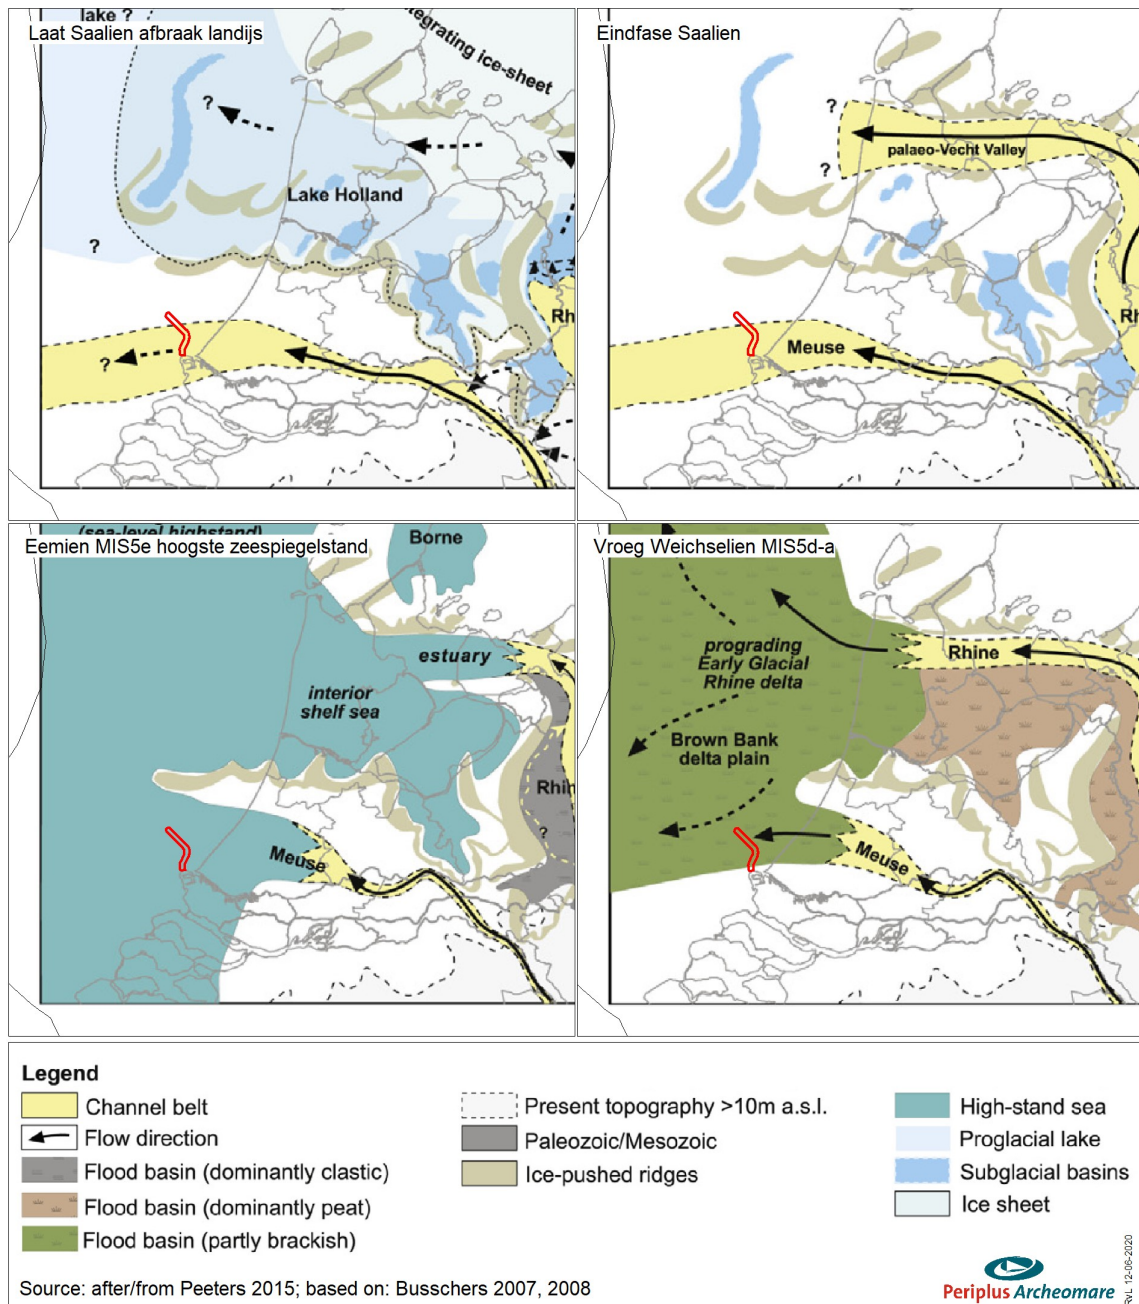 Laat Saalien afbraak landijs
lake ?
integrating ice-sheet
?
Lake Holland
?
Rh
?
Eindfase Saalien
?
palaeo-Vecht Valley
?
Rh
Meuse
(sea-level highstand)
Eemien MIS5e hoogste zeespiegelstand
Borne
estuary
interior
shelf sea
Rhin
?
Meuse
Vroeg Weichselien MIS5d-a
prograding
Early Glacial
Rhine delta
Rhine
Brown Bank
delta plain
Meuse
Legend
Channel belt
Flow direction
Flood basin (dominantly clastic)
Flood basin (dominantly peat)
Flood basin (partly brackish)
Present topography >10m a.s.l.
Paleozoic/Mesozoic
Ice-pushed ridges
High-stand sea
Proglacial lake
Subglacial basins
Ice sheet
Source: after/from Peeters 2015; based on: Busschers 2007, 2008
Periplus Archeomare
RvL 12-06-2020